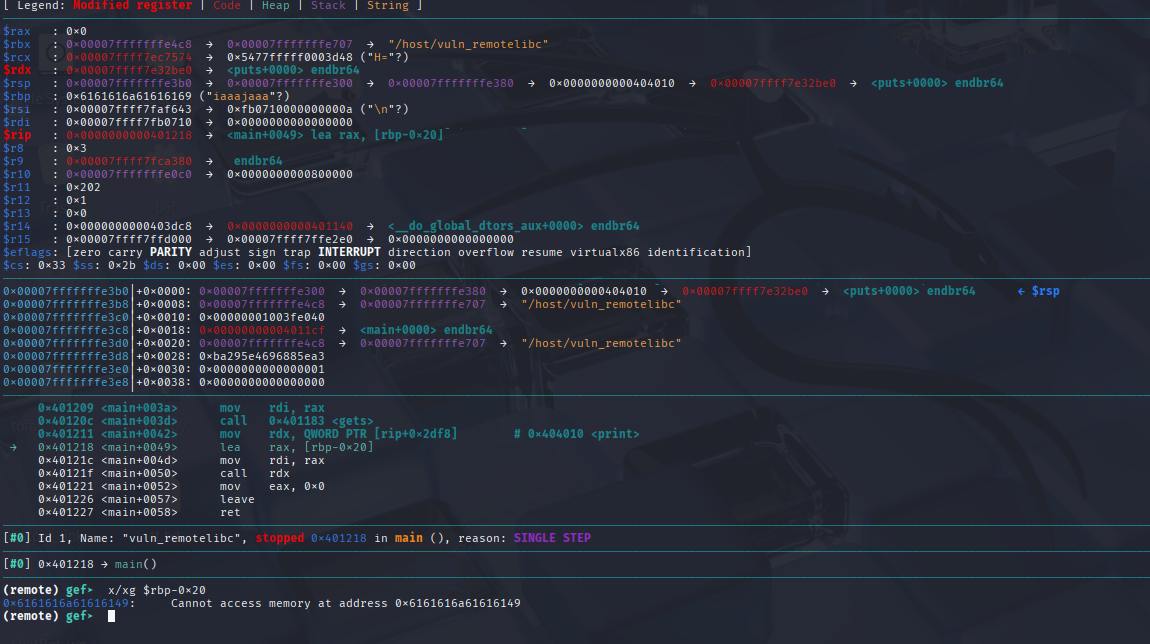 [ Legend: Modified register | Code | Heap | Stack | String ]
$rax   : 0×0
$rbx   : 0×00007fffffffe4c8  →  0×00007fffffffe707  →  "/host/vuln_remotelibc"
$rcx   : 0×00007ffff7ec7574  →  0×5477fffff0003d48 ("H="?)
$rdx   : 0×00007ffff7e32be0  →  <puts+0000> endbr64
$rsp   : 0×00007fffffffe3b0  →  0×00007fffffffe300  →  0×00007fffffffe380  →  0×0000000000404010  →  0×00007ffff7e32be0  →  <puts+0000> endbr64
$rbp   : 0×6161616a61616169 ("iaaajaaa"?)
$rsi   : 0×00007ffff7faf643  →  0×fb0710000000000a ("\n"?)
$rdi   : 0×00007ffff7fb0710  →  0×0000000000000000
$rip   : 0×0000000000401218  →  <main+0049> lea rax, [rbp-0×20]
$r8    : 0×3
$r9    : 0×00007ffff7fca380  →   endbr64
$r10   : 0×00007fffffffe0c0  →  0×0000000000800000
$r11   : 0×202
$r12   : 0×1
$r13   : 0×0
$r14   : 0×0000000000403dc8  →  0×0000000000401140  →  <__do_global_dtors_aux+0000> endbr64
$r15   : 0×00007ffff7ffd000  →  0×00007ffff7ffe2e0  →  0×0000000000000000
$eflags: [zero carry PARITY adjust sign trap INTERRUPT direction overflow resume virtualx86 identification]
$cs: 0×33 $ss: 0×2b $ds: 0×00 $es: 0×00 $fs: 0×00 $gs: 0×00
0×00007fffffffe3b0│+0×0000: 0×00007fffffffe300  →  0×00007fffffffe380  →  0×0000000000404010  →  0×00007ffff7e32be0  →  <puts+0000> endbr64      ← $rsp
0×00007fffffffe3b8│+0×0008: 0×00007fffffffe4c8  →  0×00007fffffffe707  →  "/host/vuln_remotelibc"
0×00007fffffffe3c0│+0×0010: 0×00000001003fe040
0×00007fffffffe3c8│+0×0018: 0×00000000004011cf  →  <main+0000> endbr64
0×00007fffffffe3d0│+0×0020: 0×00007fffffffe4c8  →  0×00007fffffffe707  →  "/host/vuln_remotelibc"
0×00007fffffffe3d8│+0×0028: 0×ba295e4696885ea3
0×00007fffffffe3e0│+0×0030: 0×0000000000000001
0×00007fffffffe3e8│+0×0038: 0×0000000000000000
0×401209 <main+003a>      mov    rdi, rax
0×40120c <main+003d>      call   0×401183 <gets>
0×401211 <main+0042>      mov    rdx, QWORD PTR [rip+0×2df8]        # 0×404010 <print>
→  0×401218 <main+0049>      lea    rax, [rbp-0×20]
0×40121c <main+004d>      mov    rdi, rax
0×40121f <main+0050>      call   rdx
0×401221 <main+0052>      mov    eax, 0×0
0×401226 <main+0057>      leave
0×401227 <main+0058>      ret
[#0] Id 1, Name: "vuln_remotelibc", stopped 0×401218 in main (), reason: SINGLE STEP
[#0] 0×401218 → main()
(remote) gef➤  x/xg $rbp-0×20
0×6161616a61616149:     Cannot access memory at address 0×6161616a61616149
(remote) gef➤